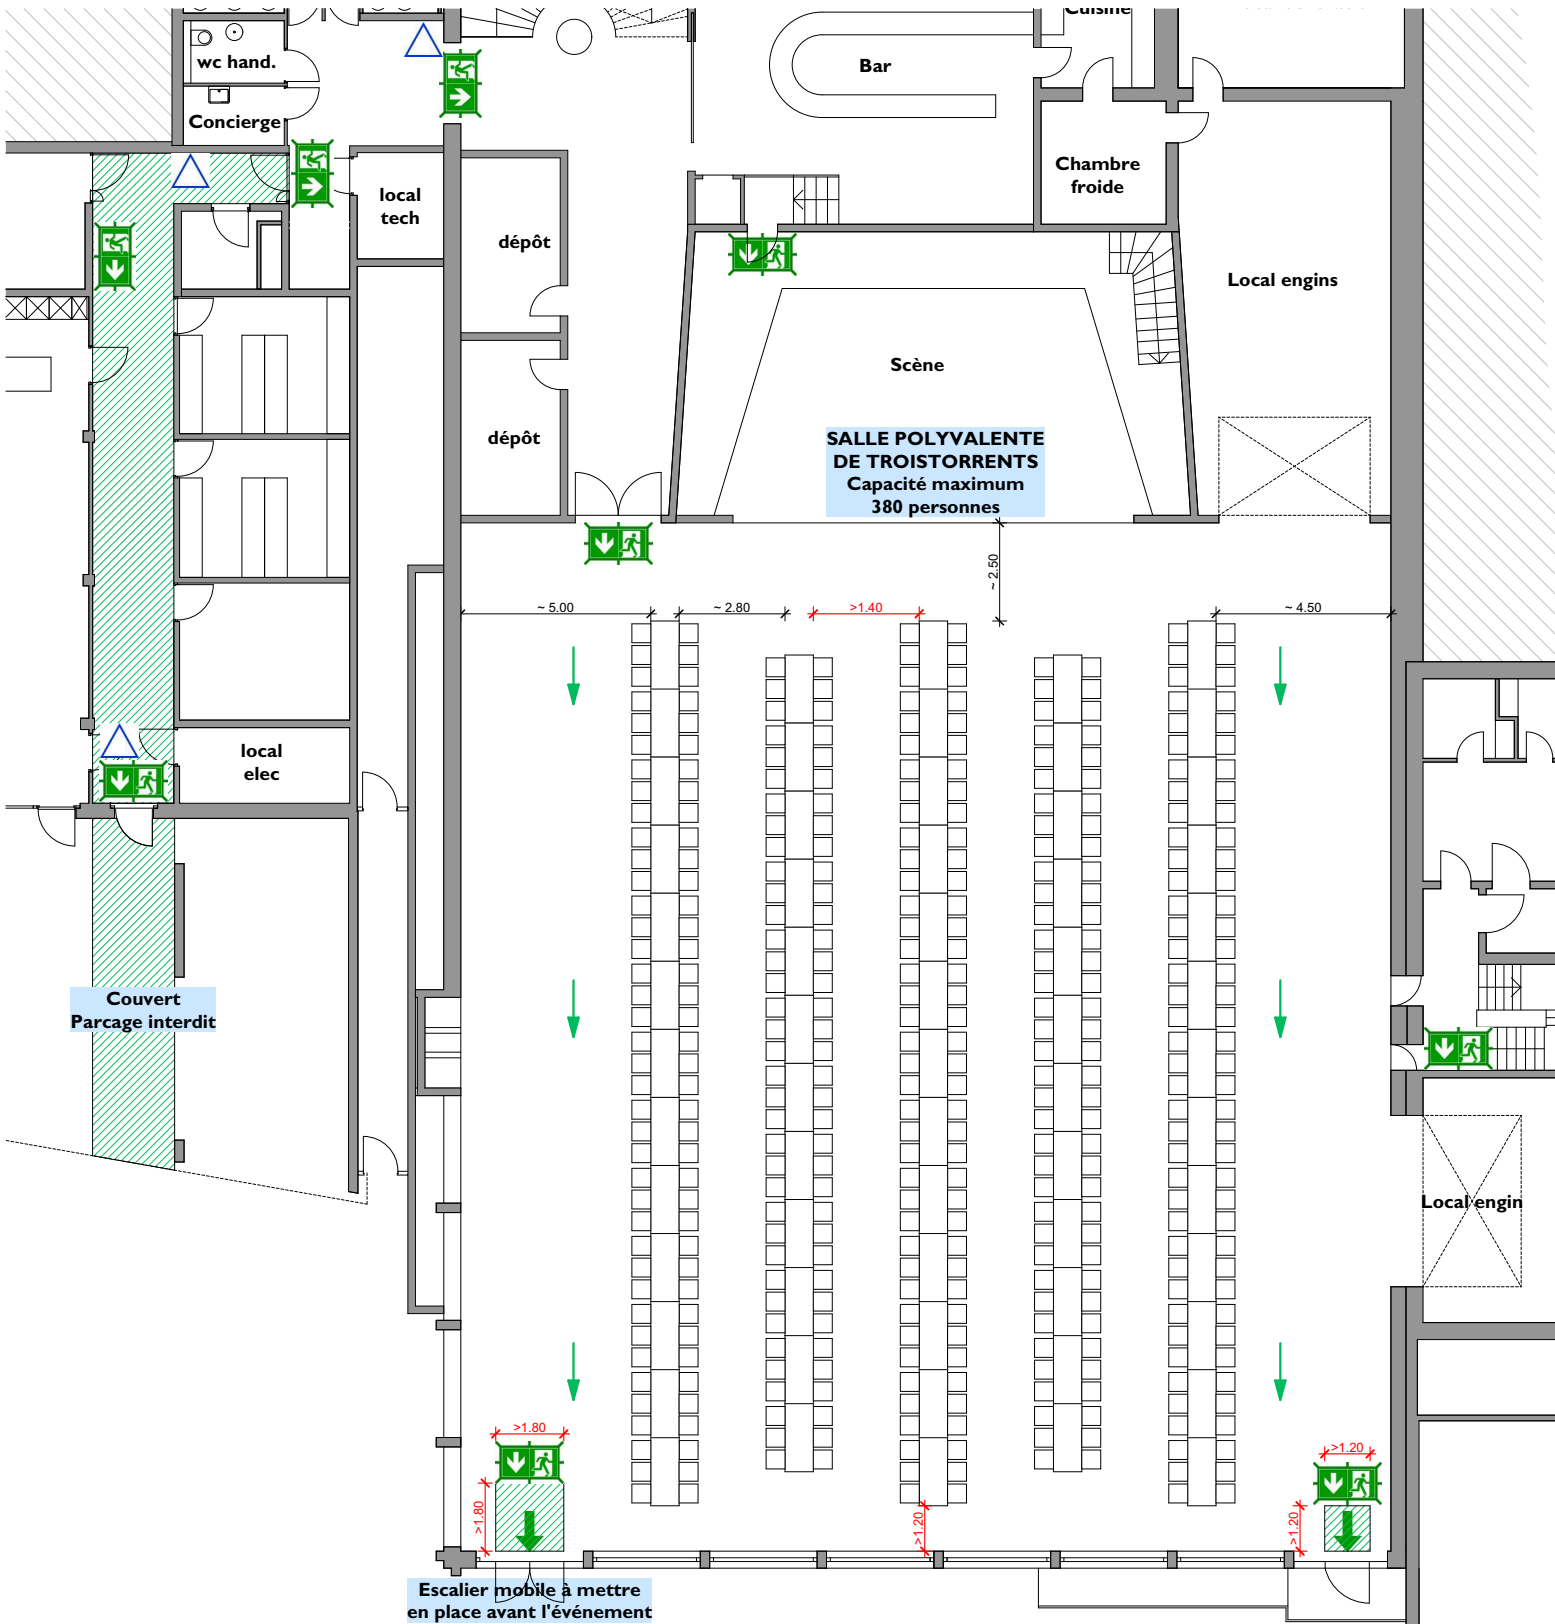 Cuisine
wc hand.
Bar
Concierge
Chambre
froide
local
tech
dépôt
Local engins
Scène
dépôt
SALLE POLYVALENTE
DE TROISTORRENTS
Capacité maximum
380 personnes
~ 2.50
~ 5.00
~ 2.80
>1.40
~ 4.50
local
elec
Couvert
Parcage interdit
Local engin
>1.80
>1.20
>1.80
>1.20
>1.20
Escalier mobile à mettre
en place avant l'événement